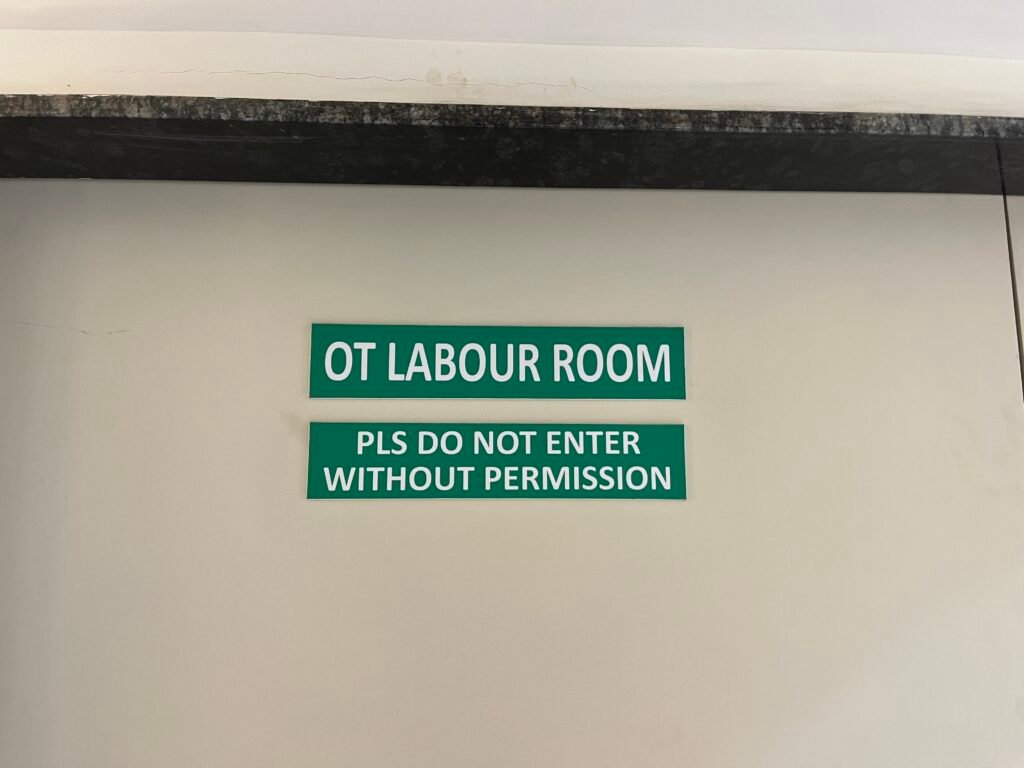 OT LABOUR ROOM
PLS DO NOT ENTER
WITHOUT PERMISSION